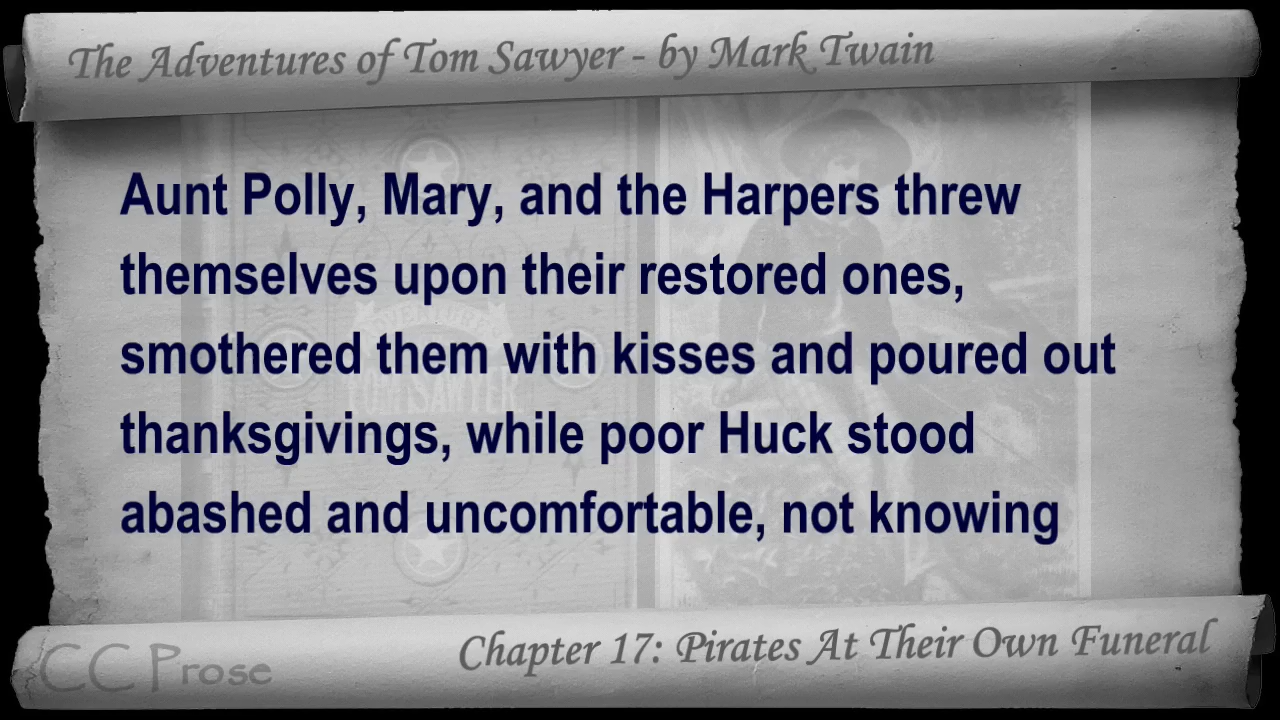 The Adventures of Tom Sawyer - by Mark Twain
Aunt Polly, Mary, and the Harpers threw
themselves upon their restored ones,
smothered them with kisses and poured out
thanksgivings, while poor Huck stood
abashed and uncomfortable, not knowing
Chapter 17: Pirates At Their Own Funeral
CC Prose